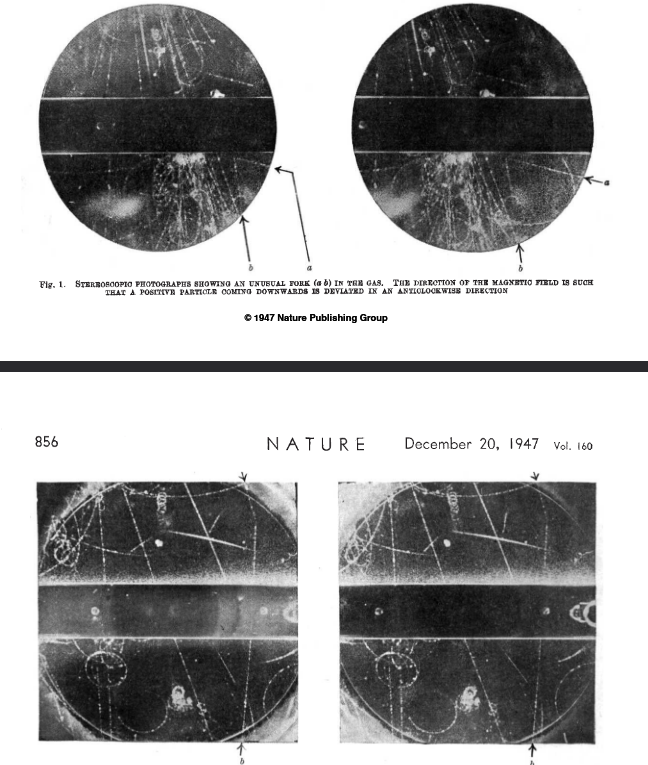 a
b
a
b
Fig. 1. STEREOSCOPIC PHOTOGRAPHS SHOWING AN UNUSUAL FORK (a b) IN THE GAS. THE DIRECTION OF THE MAGNETIC FIELD IS SUCH
THAT A POSITIVE PARTICLE COMING DOWNWARDS IS DEVIATED IN AN ANTICLOCKWISE DIRECTION
© 1947 Nature Publishing Group
856 NATURE December 20, 1947 Vol. 160
b
b